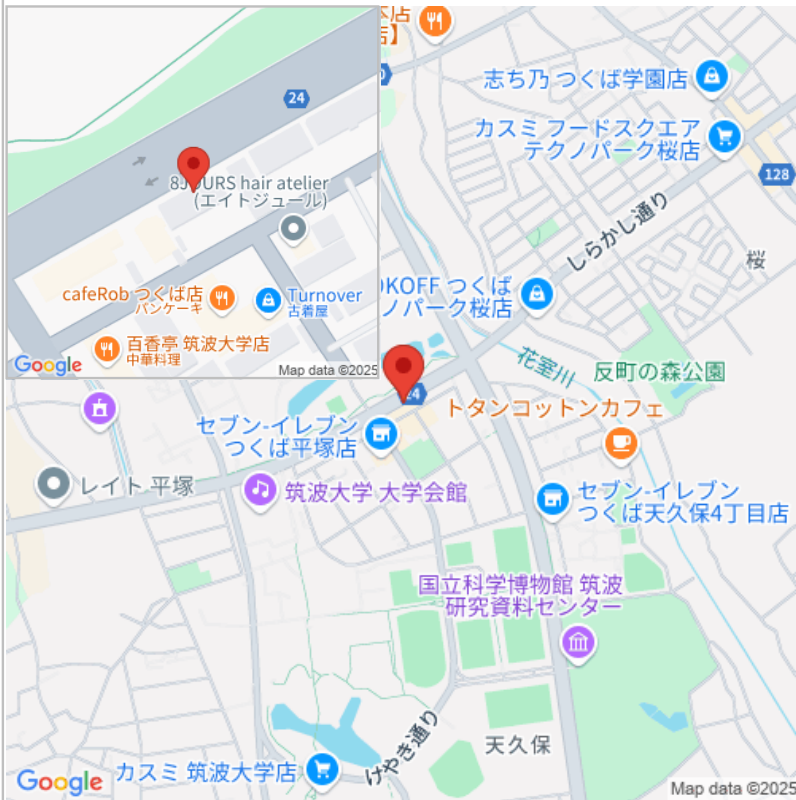 24
8JOURS hair atelier
(エイトジュール)
cafeRob つくば店
パンケーキ
Turnover
古着屋
百香亭 筑波大学店
中華料理
Google
Map data ©2025
本店
店】
志ち乃 つくば学園店
カスミ フードスクエア
テクノパーク桜店
128
しらかし通り
桜
OKOFF つくば
ノパーク桜店
花室川
反町の森公園
24
トタンコットンカフェ
セブン-イレブン
つくば平塚店
レイト 平塚
筑波大学 大学会館
セブン-イレブン
つくば天久保4丁目店
国立科学博物館 筑波
研究資料センター
けやき通り
天久保
カスミ 筑波大学店
Google
Map data ©2025